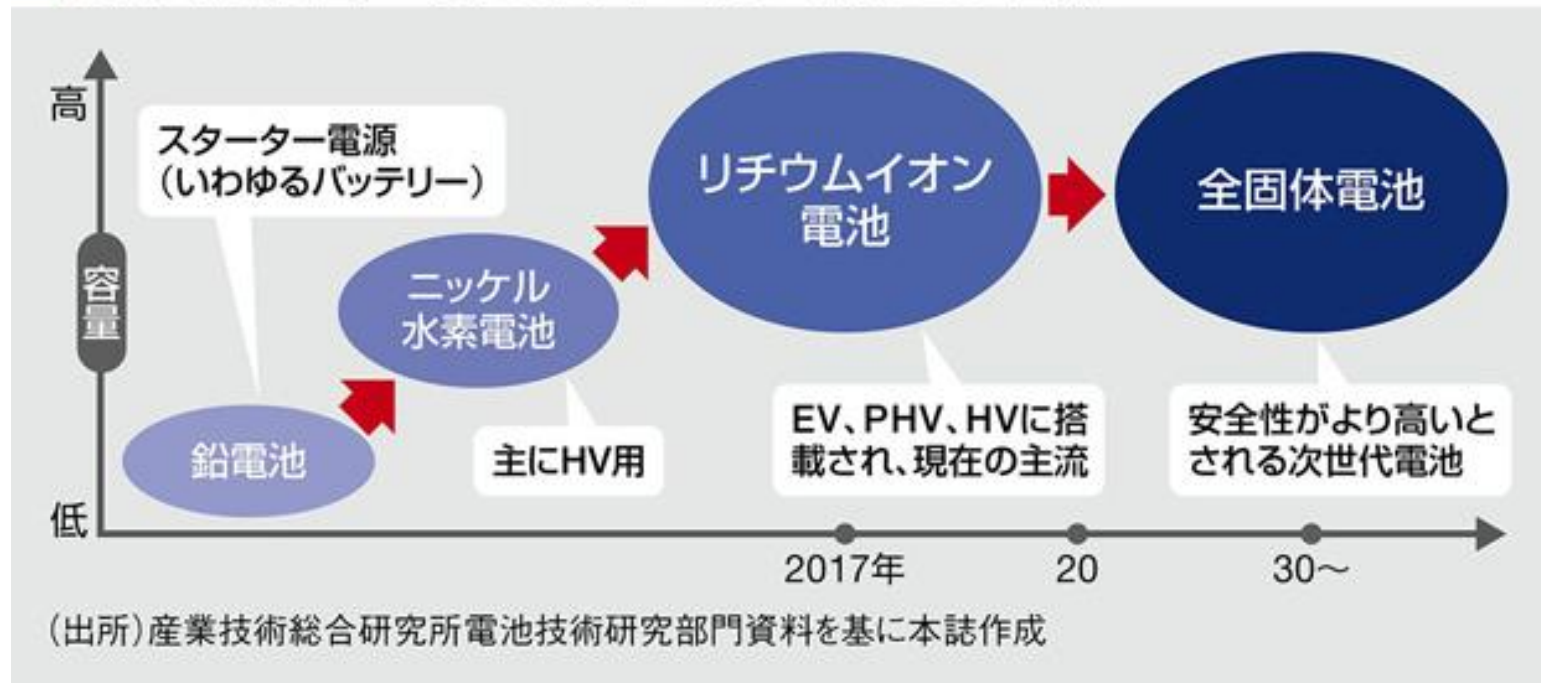 高
容量
低
スターター電源
（いわゆるバッテリー）
鉛電池
ニッケル
水素電池
主にHV用
リチウムイオン
電池
EV、PHV、HVに搭
載され、現在の主流
全固体電池
安全性がより高いと
される次世代電池
2017年
20
30～
（出所）産業技術総合研究所電池技術研究部門資料を基に本誌作成